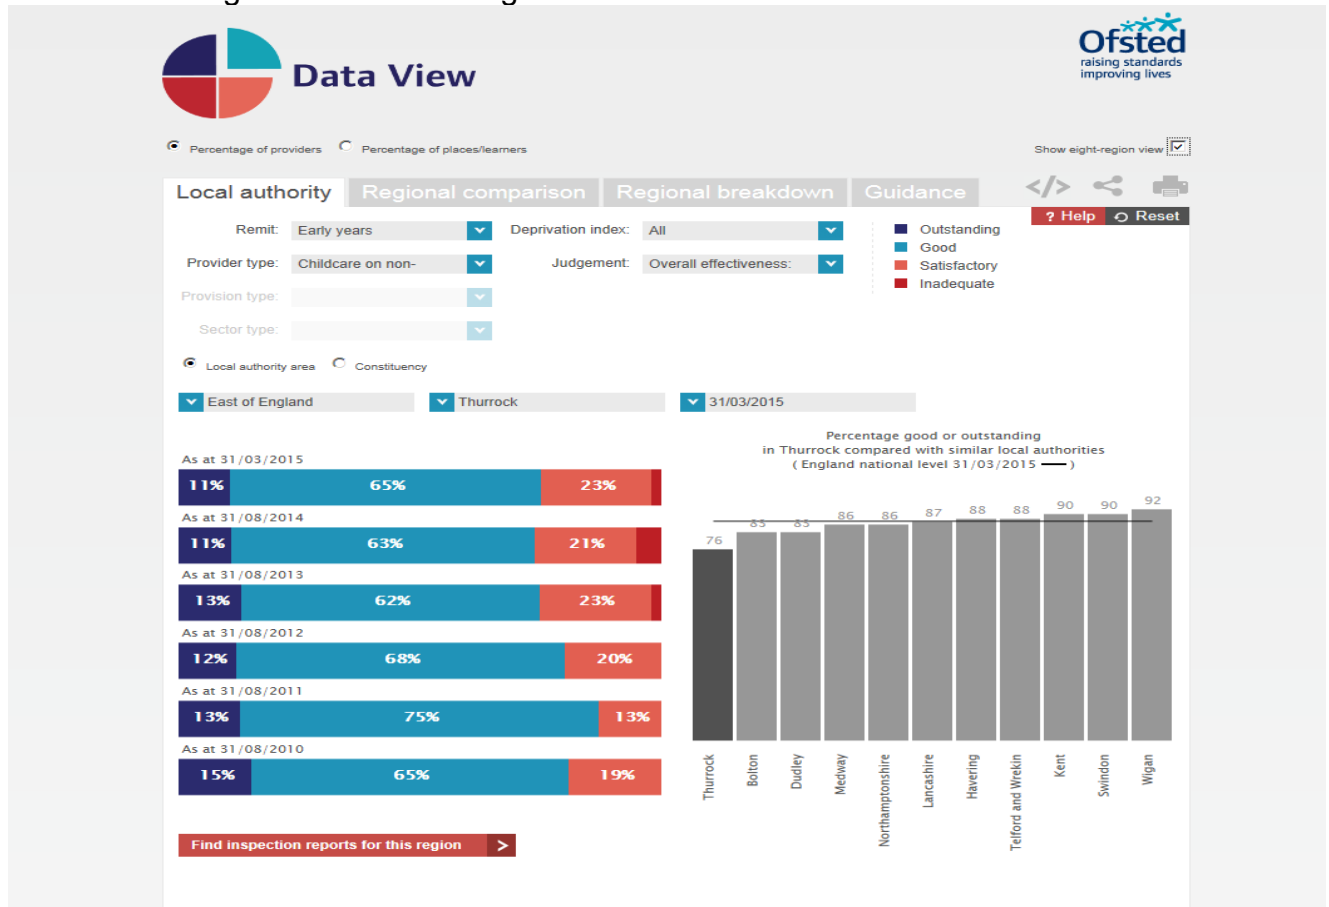 Data View
Ofsted
raising standards
improving lives
Percentage of providers Percentage of places/learners
Show eight-region view
Local authority Regional comparison Regional breakdown Guidance
? Help Reset
Remit: Early years
Deprivation index: All
Provider type: Childcare on non-
Judgement: Overall effectiveness:
Provision type:
Sector type:
Outstanding
Good
Satisfactory
Inadequate
Local authority area Constituency
East of England Thurrock 31/03/2015
As at 31/03/2015
11% 65% 23%
As at 31/08/2014
11% 63% 21%
As at 31/08/2013
13% 62% 23%
As at 31/08/2012
12% 68% 20%
As at 31/08/2011
13% 75% 13%
As at 31/08/2010
15% 65% 19%
Percentage good or outstanding
in Thurrock compared with similar local authorities
( England national level 31/03/2015 — )
76 83 83 86 86 87 88 88 90 90 92
Thurrock
Bolton
Dudley
Medway
Northamptonshire
Lancashire
Havering
Telford and Wrekin
Kent
Swindon
Wigan
Find inspection reports for this region >